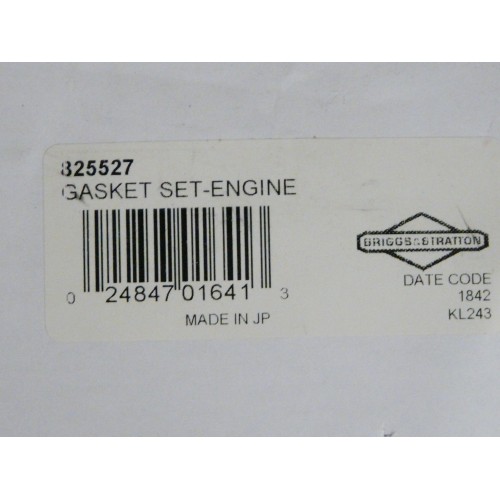 825527
GASKET SET-ENGINE
0 24847 01641 3
MADE IN JP
BRIGGS&STRATTON
DATE CODE
1842
KL243